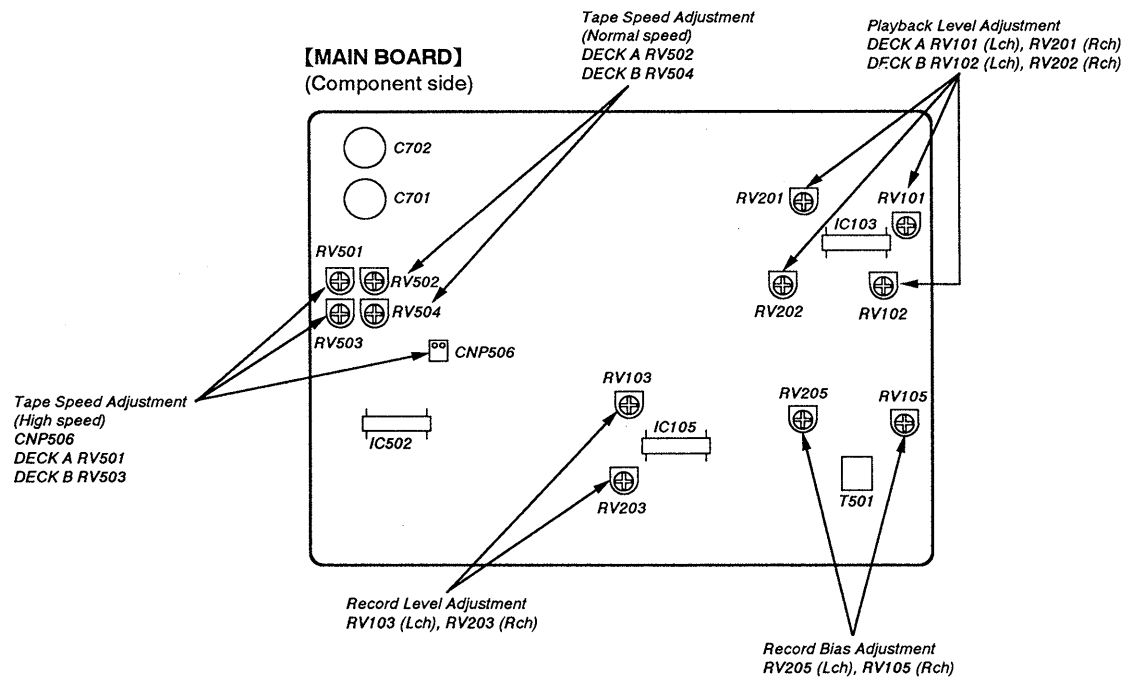 Tape Speed Adjustment
(Normal speed)
DECK A RV502
DECK B RV504
Playback Level Adjustment
DECK A RV101 (Lch), RV201 (Rch)
DECK B RV102 (Lch), RV202 (Rch)
【MAIN BOARD】
(Component side)
C702
C701
RV201
RV101
IC103
RV501
RV502
RV504
RV503
RV202
RV102
CNP506
RV103
RV205
RV105
Tape Speed Adjustment
(High speed)
CNP506
DECK A RV501
DECK B RV503
IC502
IC105
T501
RV203
Record Level Adjustment
RV103 (Lch), RV203 (Rch)
Record Bias Adjustment
RV205 (Lch), RV105 (Rch)